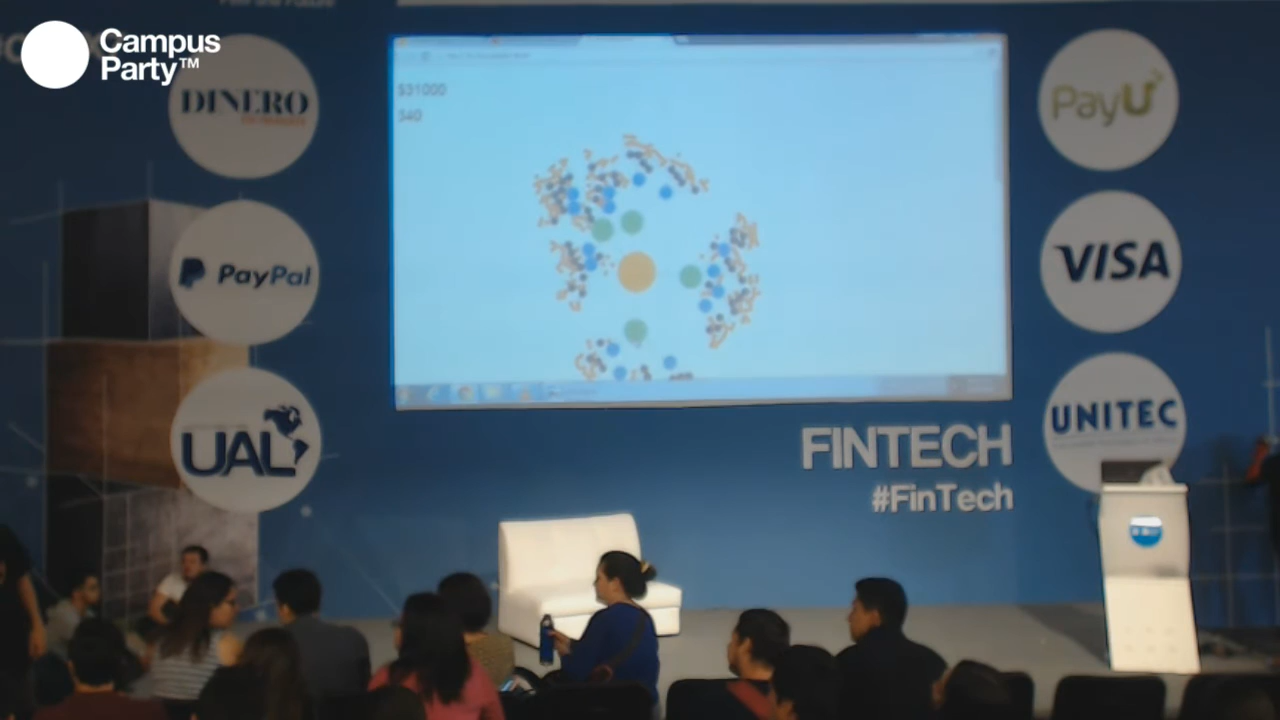 Campus
Party™
DINERO
PayPal
UAL
$31000
$40
PayU
VISA
UNITEC
FINTECH
#FinTech